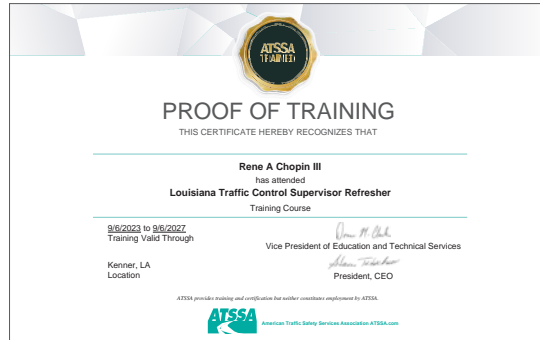 ATSSA
TRAINED
PROOF OF TRAINING
THIS CERTIFICATE HEREBY RECOGNIZES THAT
Rene A Chopin III
has attended
Louisiana Traffic Control Supervisor Refresher
Training Course
9/6/2023 to 9/6/2027
Training Valid Through
Vice President of Education and Technical Services
Kenner, LA
Location
President, CEO
ATSSA provides training and certification but neither constitutes employment by ATSSA.
ATSSA
American Traffic Safety Services Association ATSSA.com